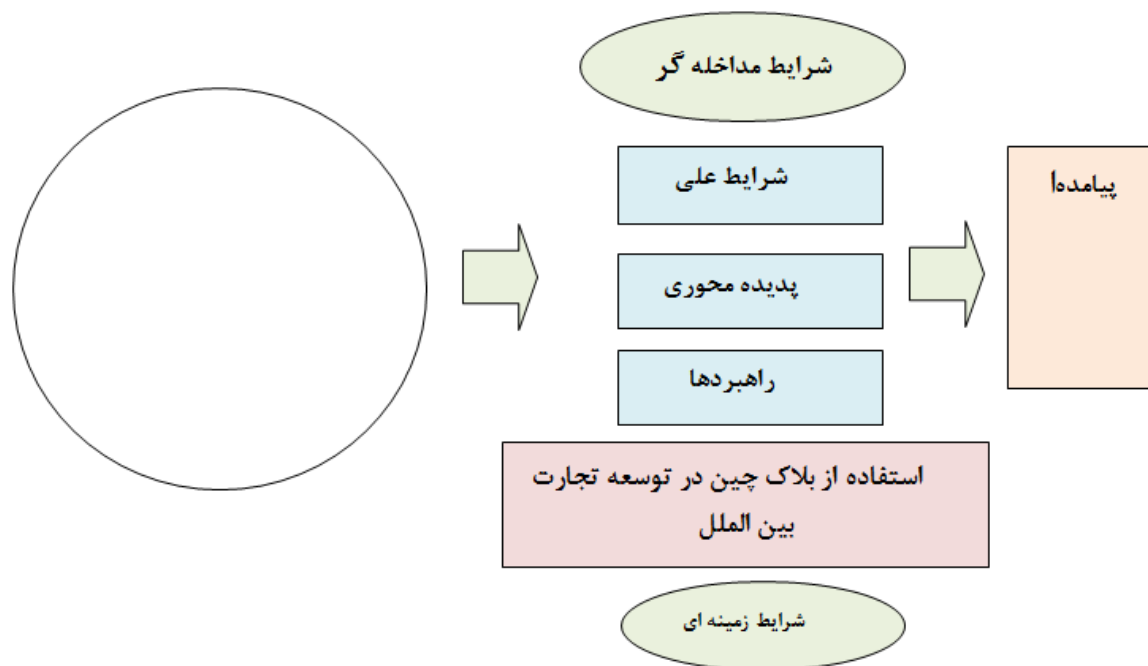 شرایط مداخله گر
شرایط علی
پیامدها
پدیده محوری
راهبردها
استفاده از بلاک چین در توسعه تجارت
بین الملل
شرایط زمینه ای